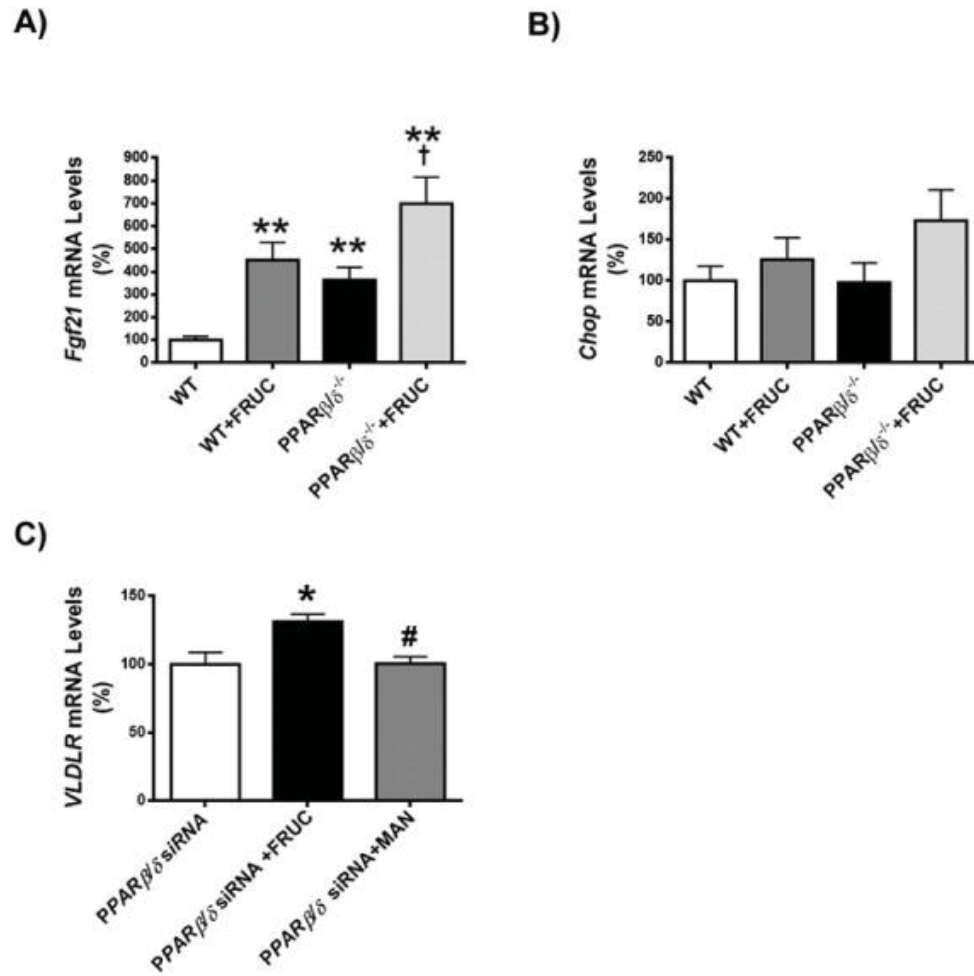 A)
Fgf21 mRNA Levels
(%)
900
800
700
600
500
400
300
200
100
0
**
**
**
†
WT
WT+FRUC
PPARβ/δ-/-
PPARβ/δ-/-+FRUC
B)
Chop mRNA Levels
(%)
250
200
150
100
50
0
WT
WT+FRUC
PPARβ/δ-/-
PPARβ/δ-/-+FRUC
C)
VLDLR mRNA Levels
(%)
150
100
50
0
*
#
PPARβ/δ siRNA
PPARβ/δ siRNA +FRUC
PPARβ/δ siRNA+MAN